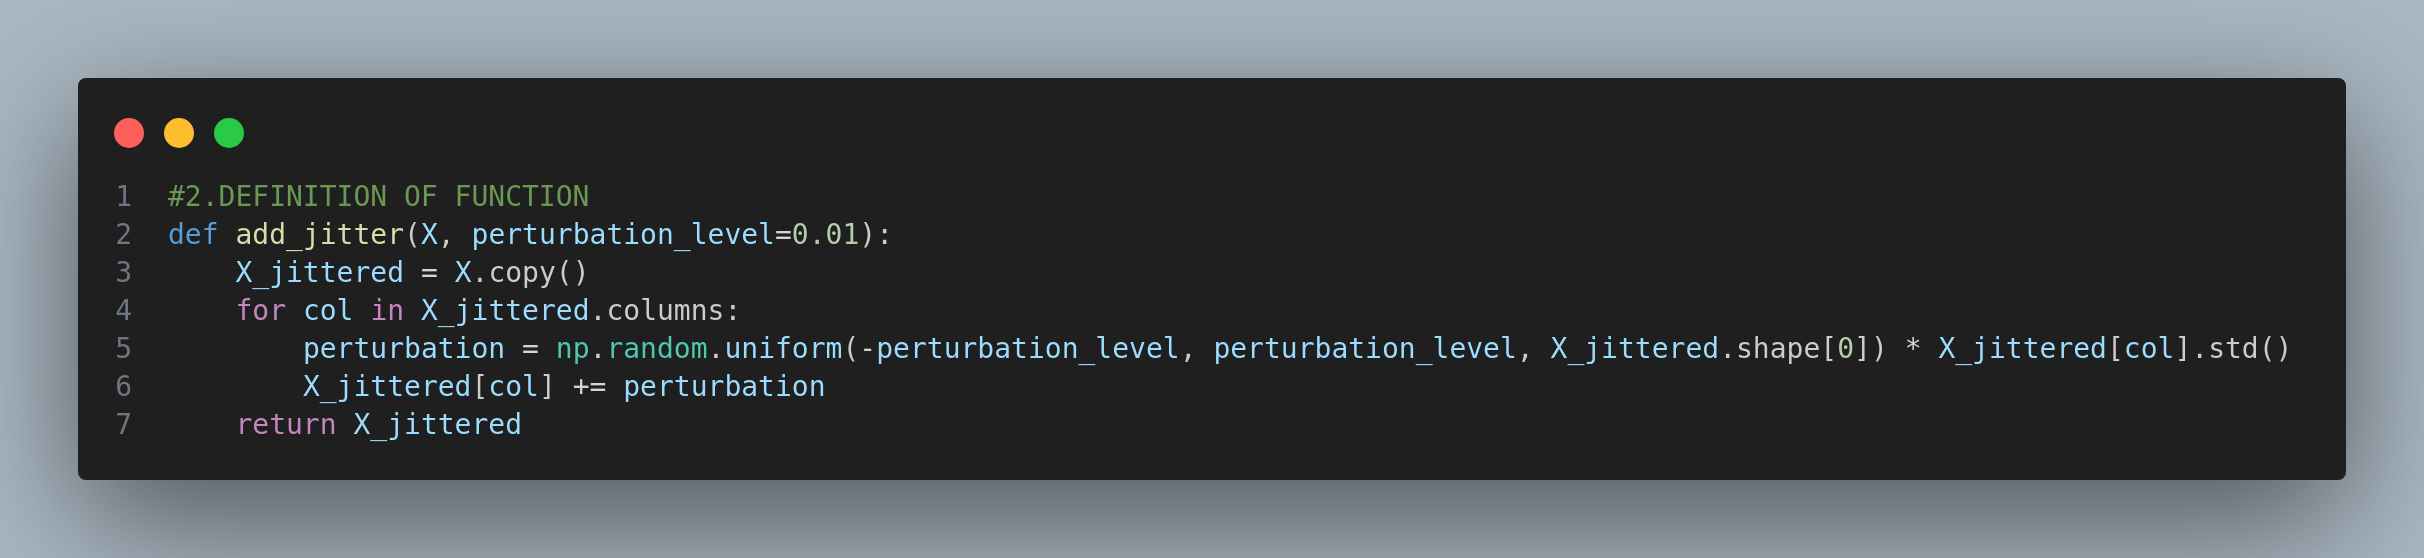 1 #2.DEFINITION OF FUNCTION
2 def add_jitter(X, perturbation_level=0.01):
3     X_jittered = X.copy()
4     for col in X_jittered.columns:
5         perturbation = np.random.uniform(-perturbation_level, perturbation_level, X_jittered.shape[0]) * X_jittered[col].std()
6         X_jittered[col] += perturbation
7     return X_jittered